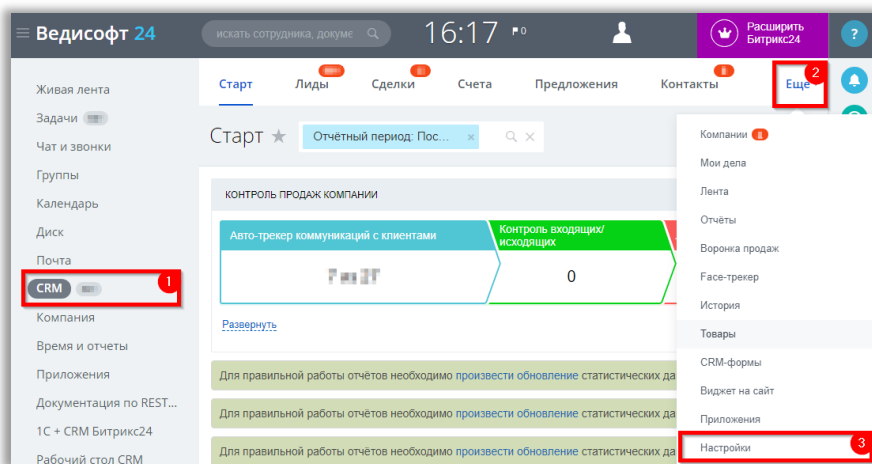 Ведисофт 24
искать сотрудника, докуме
16:17
0
Расширить
Битрикс24
?
Живая лента
Задачи
Чат и звонки
Группы
Календарь
Диск
Почта
CRM
1
Компания
Время и отчеты
Приложения
Документация по REST...
1С + CRM Битрикс24
Рабочий стол CRM
Старт
Лиды
Сделки
Счета
Предложения
Контакты
Еще
2
Старт
Отчётный период: Пос... ×
КОНТРОЛЬ ПРОДАЖ КОМПАНИИ
Авто-трекер коммуникаций с клиентами
Контроль входящих/
исходящих
0
Развернуть
Для правильной работы отчётов необходимо произвести обновление статистических да
Для правильной работы отчётов необходимо произвести обновление статистических да
Для правильной работы отчётов необходимо произвести обновление статистических да
Компании
Мои дела
Лента
Отчёты
Воронка продаж
Face-трекер
История
Товары
CRM-формы
Виджет на сайт
Приложения
Настройки
3